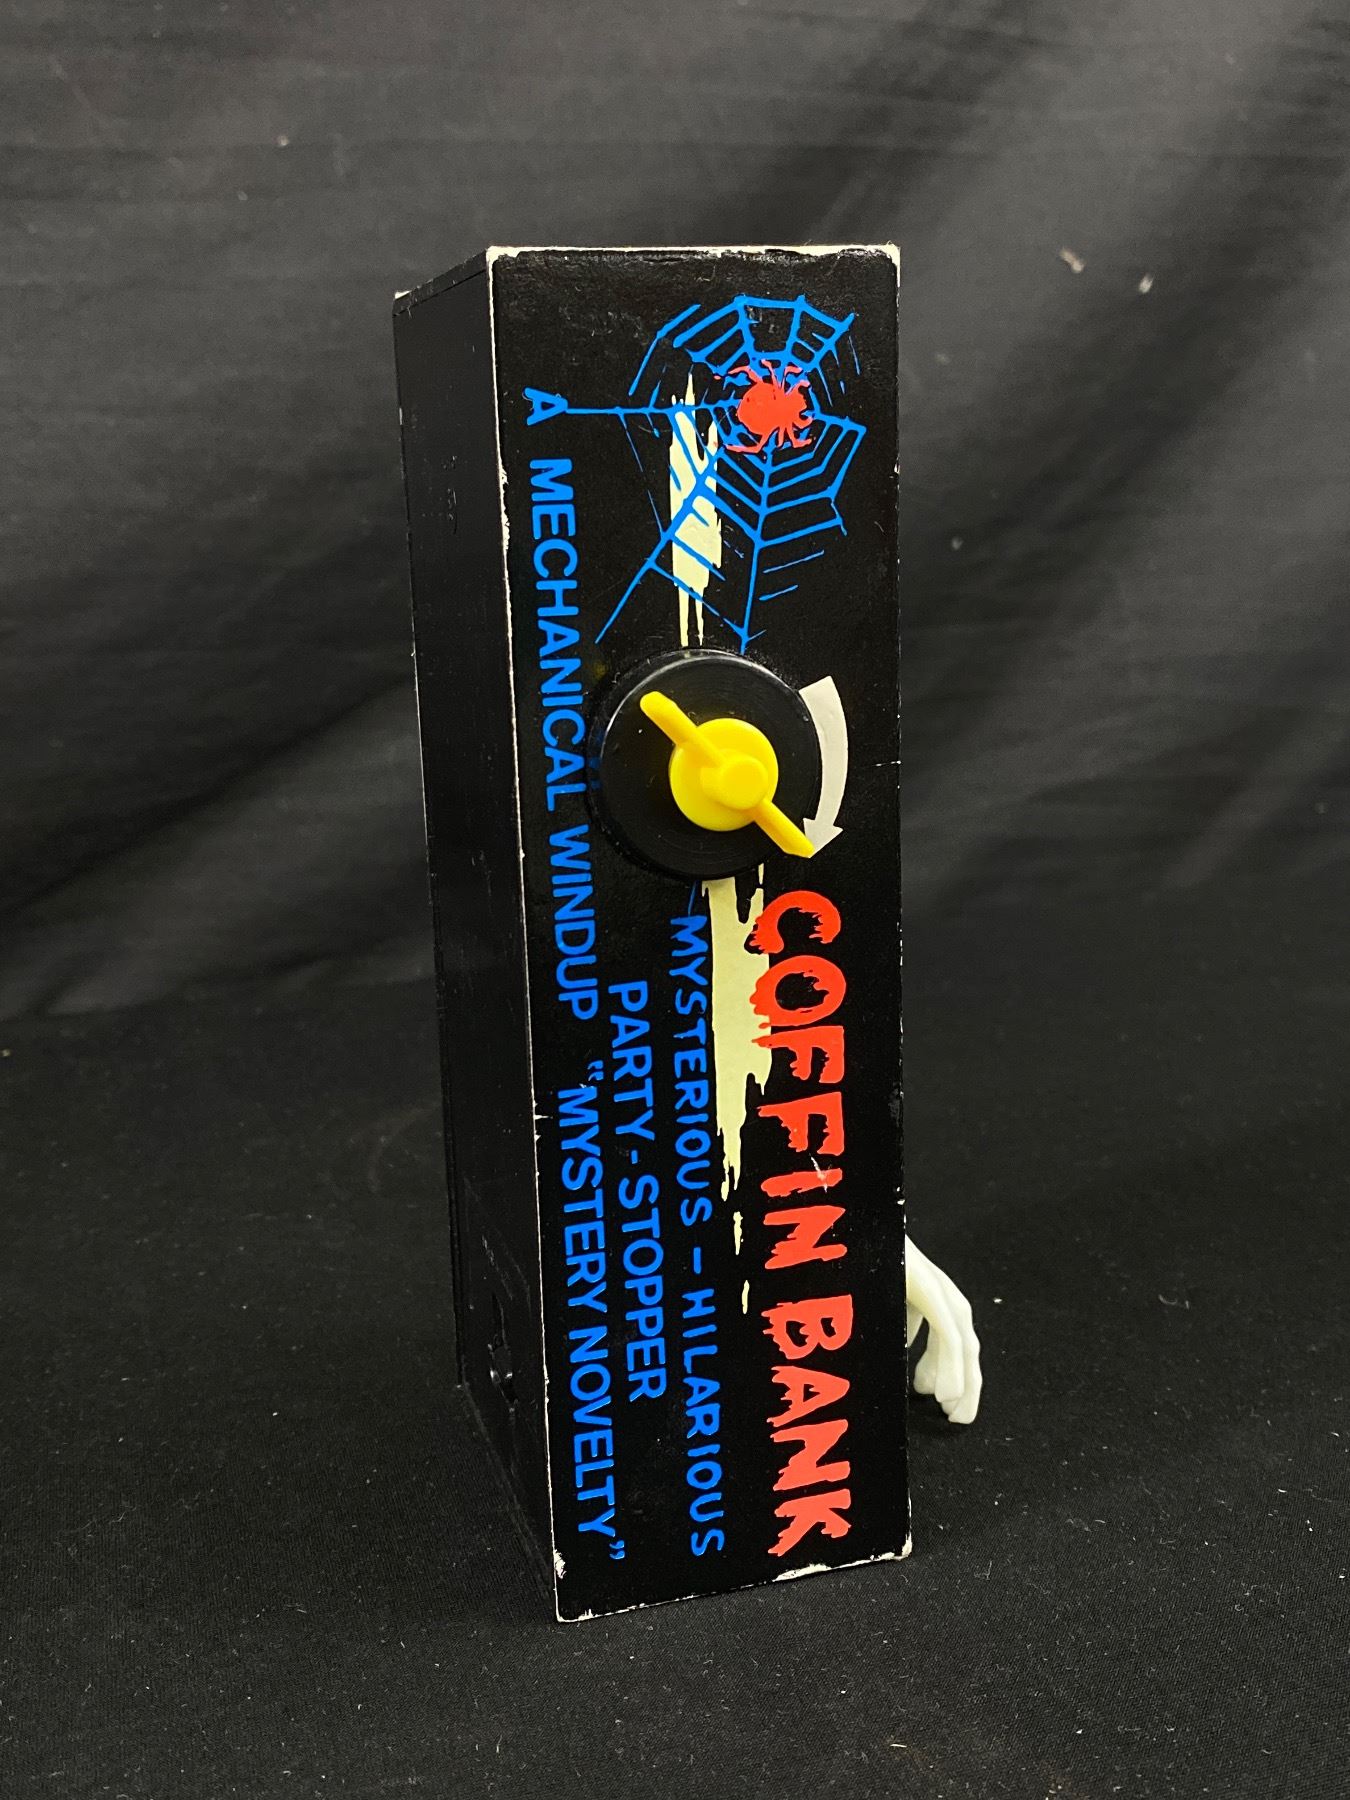 COFFIN BANK
MYSTERIOUS - HILARIOUS
PARTY-STOPPER
A MECHANICAL WINDUP "MYSTERY NOVELTY"